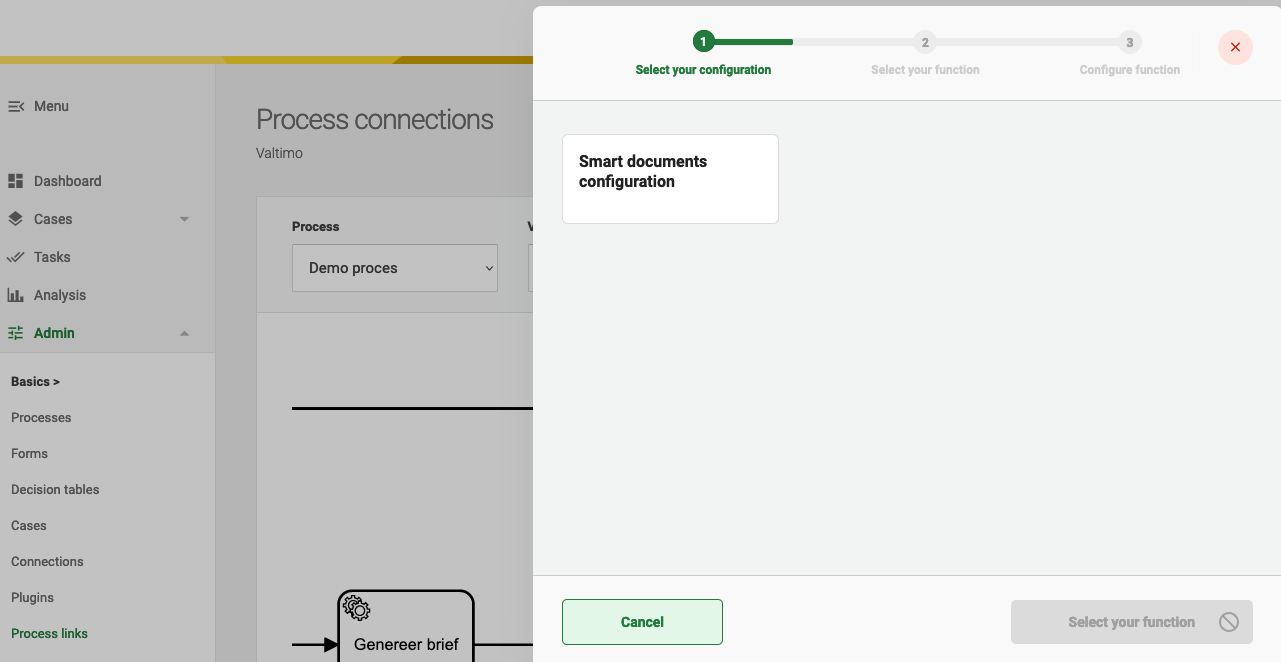 Menu
Dashboard
Cases
Tasks
Analysis
Admin
Basics >
Processes
Forms
Decision tables
Cases
Connections
Plugins
Process links
Process connections
Valtimo
Process
Demo proces
Genereer brief
1
2
3
Select your configuration
Select your function
Configure function
Smart documents
configuration
Cancel
Select your function